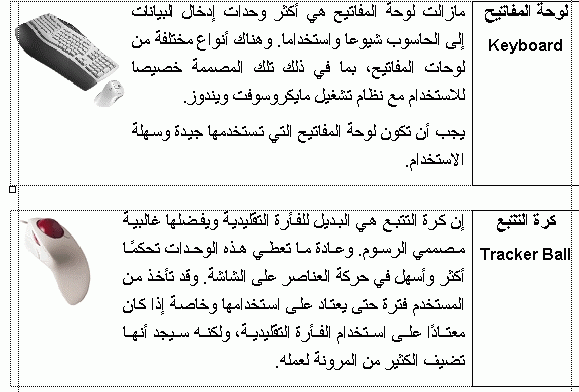 لوحة المفاتيح
Keyboard
مازالت لوحة المفاتيح هي أكثر وحدات إدخال البيانات
إلى الحاسوب شيوعا واستخداما. وهناك أنواع مختلفة من
لوحات المفاتيح، بما في ذلك تلك المصممة خصيصا
للاستخدام مع نظام تشغيل مايكروسوفت ويندوز.
يجب أن تكون لوحة المفاتيح التي تستخدمها جيدة وسهلة
الاستخدام.
كرة التتبع
Tracker Ball
إن كرة التتبع هي البديل للفأرة التقليدية ويفضلها غالبية
مصممي الرسوم. وعادة ما تعطي هذه الوحدات تحكمًا
أكثر وأسهل في حركة العناصر على الشاشة. وقد تأخذ من
المستخدم فترة حتى يعتاد على استخدامها وخاصة إذا كان
معتادًا على استخدام الفأرة التقليدية، ولكنه سيجد أنها
تضيف الكثير من المرونة لعمله.